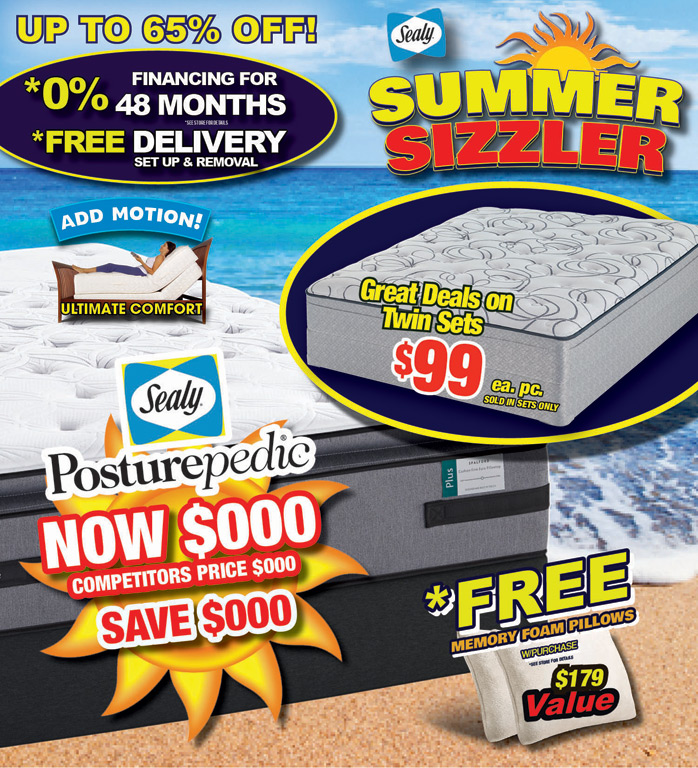 UP TO 65% OFF!
*0% FINANCING FOR
48 MONTHS
*SEE STORE FOR DETAILS
*FREE DELIVERY
SET UP & REMOVAL
Sealy
SUMMER
SIZZLER
ADD MOTION!
ULTIMATE COMFORT
Great Deals on
Twin Sets
$99 ea. pc.
SOLD IN SETS ONLY
Sealy
Posturepedic
Plus
NOW $000
COMPETITORS PRICE $000
SAVE $000
*FREE
MEMORY FOAM PILLOWS
W/PURCHASE
*SEE STORE FOR DETAILS
$179
Value